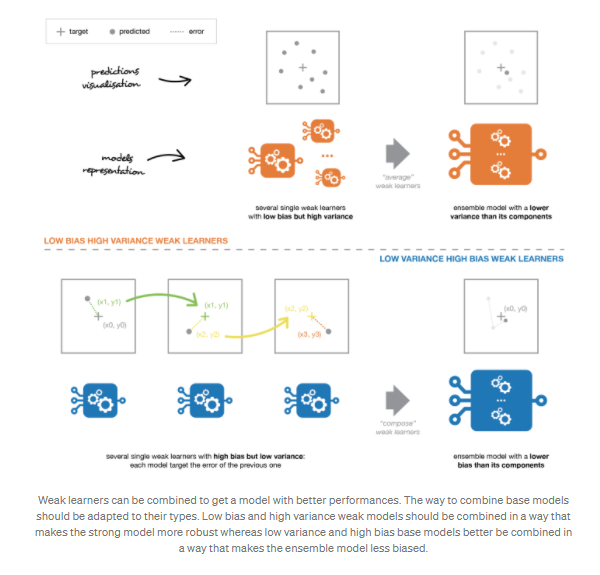 target predicted error
predictions
visualisation
models
representation
several single weak learners
with low bias but high variance
"average"
weak learners
ensemble model with a lower
variance than its components
LOW BIAS HIGH VARIANCE WEAK LEARNERS
LOW VARIANCE HIGH BIAS WEAK LEARNERS
(x1, y1)
(x0, y0)
(x1, y1)
(x2, y2)
(x2, y2)
(x3, y3)
(x0, y0)
several single weak learners with high bias but low variance:
each model target the error of the previous one
"compose"
weak learners
ensemble model with a lower
bias than its components
Weak learners can be combined to get a model with better performances. The way to combine base models
should be adapted to their types. Low bias and high variance weak models should be combined in a way that
makes the strong model more robust whereas low variance and high bias base models better be combined in
a way that makes the ensemble model less biased.